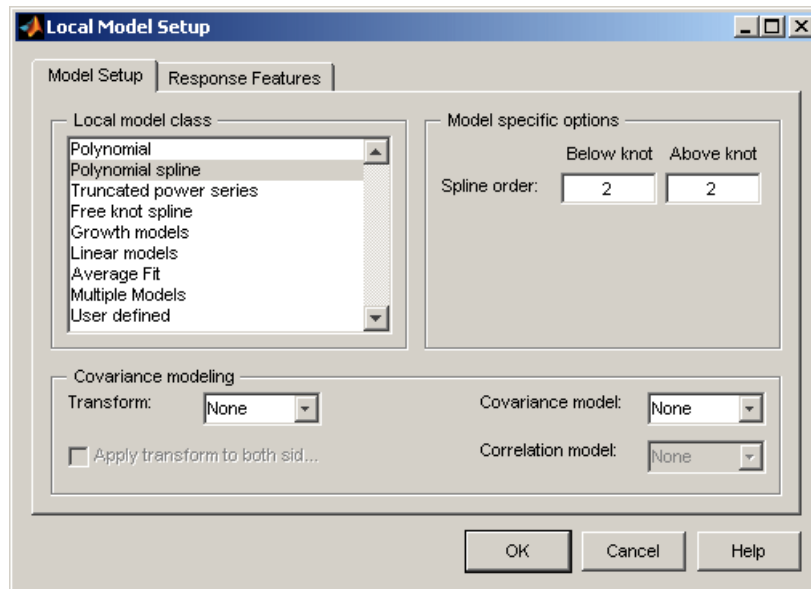 Local Model Setup
Model Setup
Response Features
Local model class
Polynomial
Polynomial spline
Truncated power series
Free knot spline
Growth models
Linear models
Average Fit
Multiple Models
User defined
Model specific options
Below knot Above knot
Spline order: 2 2
Covariance modeling
Transform: None
Apply transform to both sid...
Covariance model: None
Correlation model: None
OK
Cancel
Help